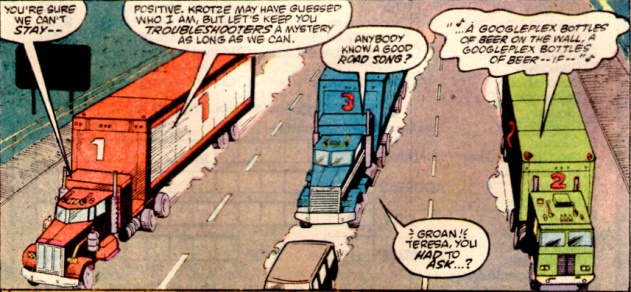 YOU'RE SURE
WE CAN'T
STAY--
POSITIVE. KROTZE MAY HAVE GUESSED
WHO I AM, BUT LET'S KEEP YOU
TROUBLESHOOTERS A MYSTERY
AS LONG AS WE CAN.
ANYBODY
KNOW A GOOD
ROAD SONG?
"♪...A GOOGLEPLEX BOTTLES
OF BEER ON THE WALL, A
GOOGLEPLEX BOTTLES
OF BEER--IF--"♪
÷GROAN!÷
TERESA, YOU
HAD TO
ASK...?
1
1
3
2